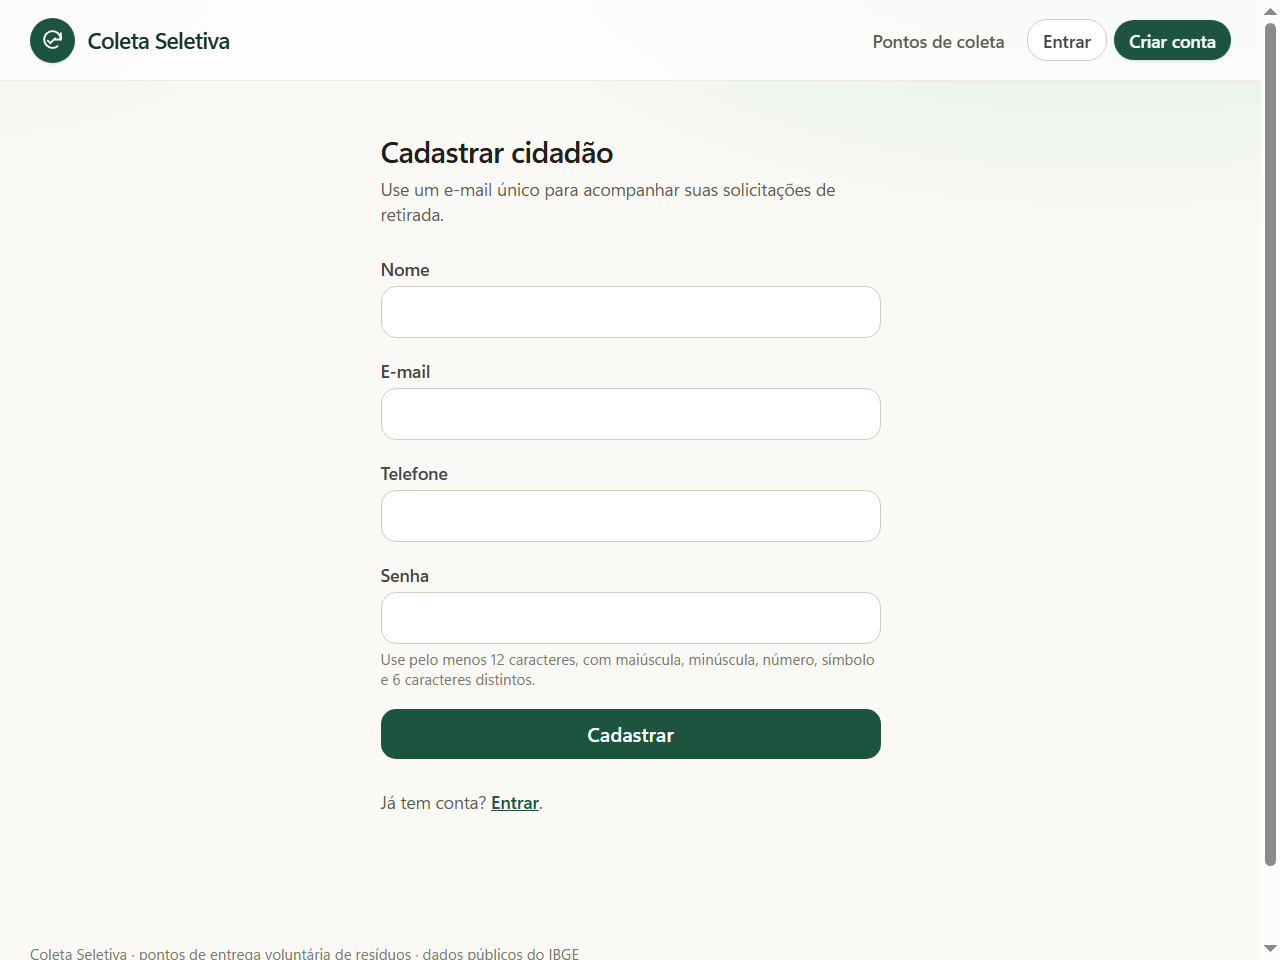 Coleta Seletiva
Pontos de coleta
Entrar
Criar conta
Cadastrar cidadão
Use um e-mail único para acompanhar suas solicitações de
retirada.
Nome
E-mail
Telefone
Senha
Use pelo menos 12 caracteres, com maiúscula, minúscula, número, símbolo
e 6 caracteres distintos.
Cadastrar
Já tem conta? Entrar.
Coleta Seletiva · pontos de entrega voluntária de resíduos · dados públicos do IBGE